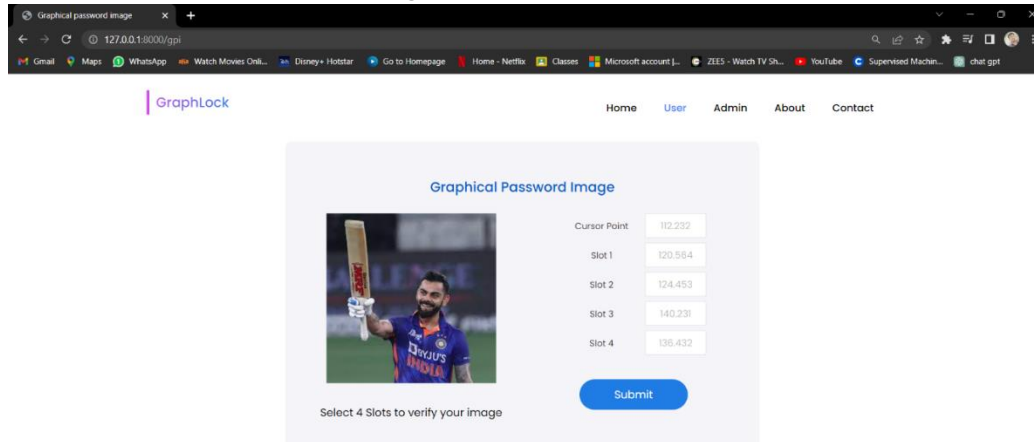 Graphical password image
127.0.0.1:8000/gpi
Gmail Maps WhatsApp Watch Movies Onli... Disney+ Hotstar Go to Homepage Home - Netflix Classes Microsoft account |... ZEE5 - Watch TV Sh... YouTube Supervised Machin... chat gpt
GraphLock
Home User Admin About Contact
Graphical Password Image
Cursor Point 112.232
Slot 1 120.564
Slot 2 124.453
Slot 3 140.231
Slot 4 136.432
MRF
BYJU'S
INDIA
Submit
Select 4 Slots to verify your image